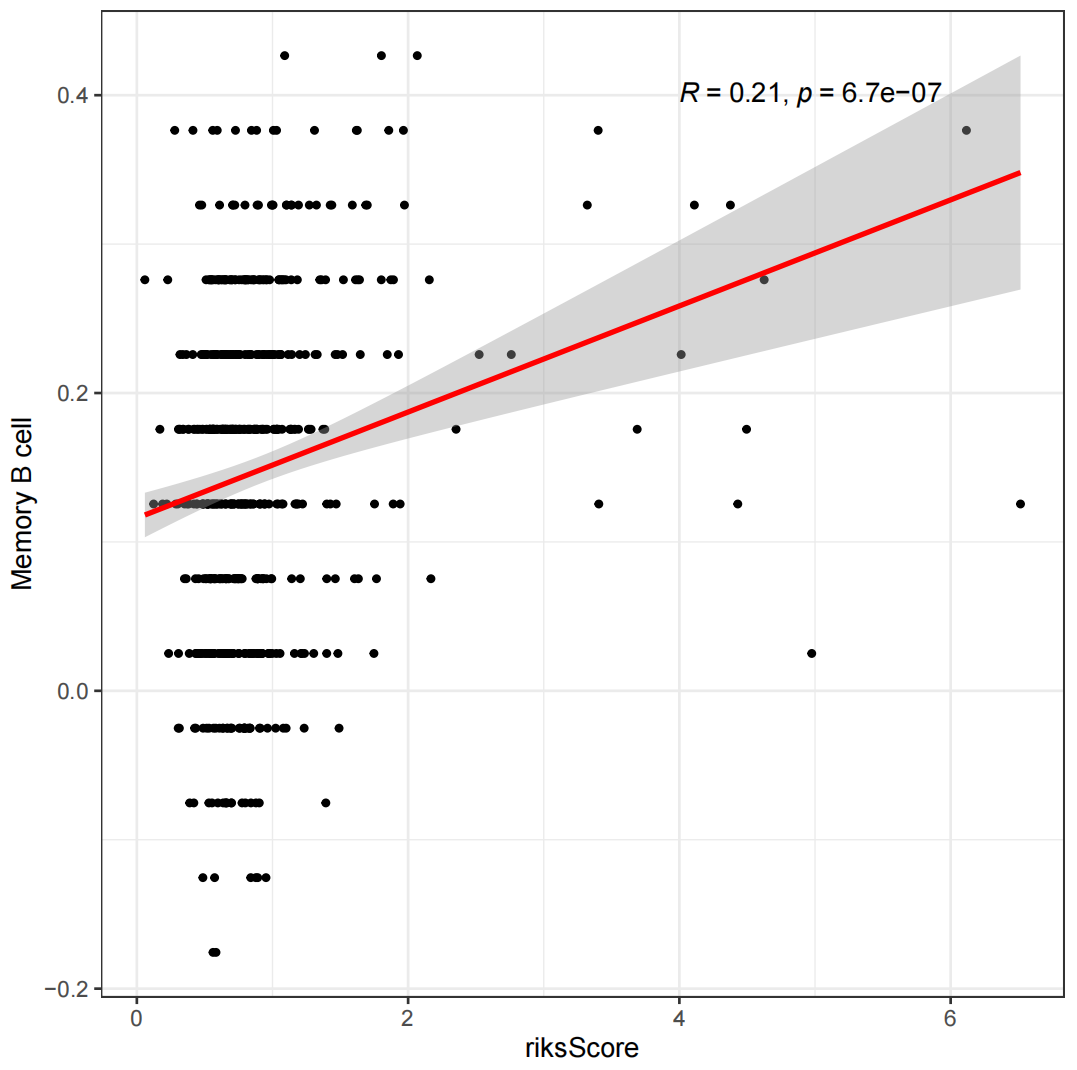 R = 0.21, p = 6.7e−07
Memory B cell
0.4
0.2
0.0
−0.2
0
2
4
6
riksScore